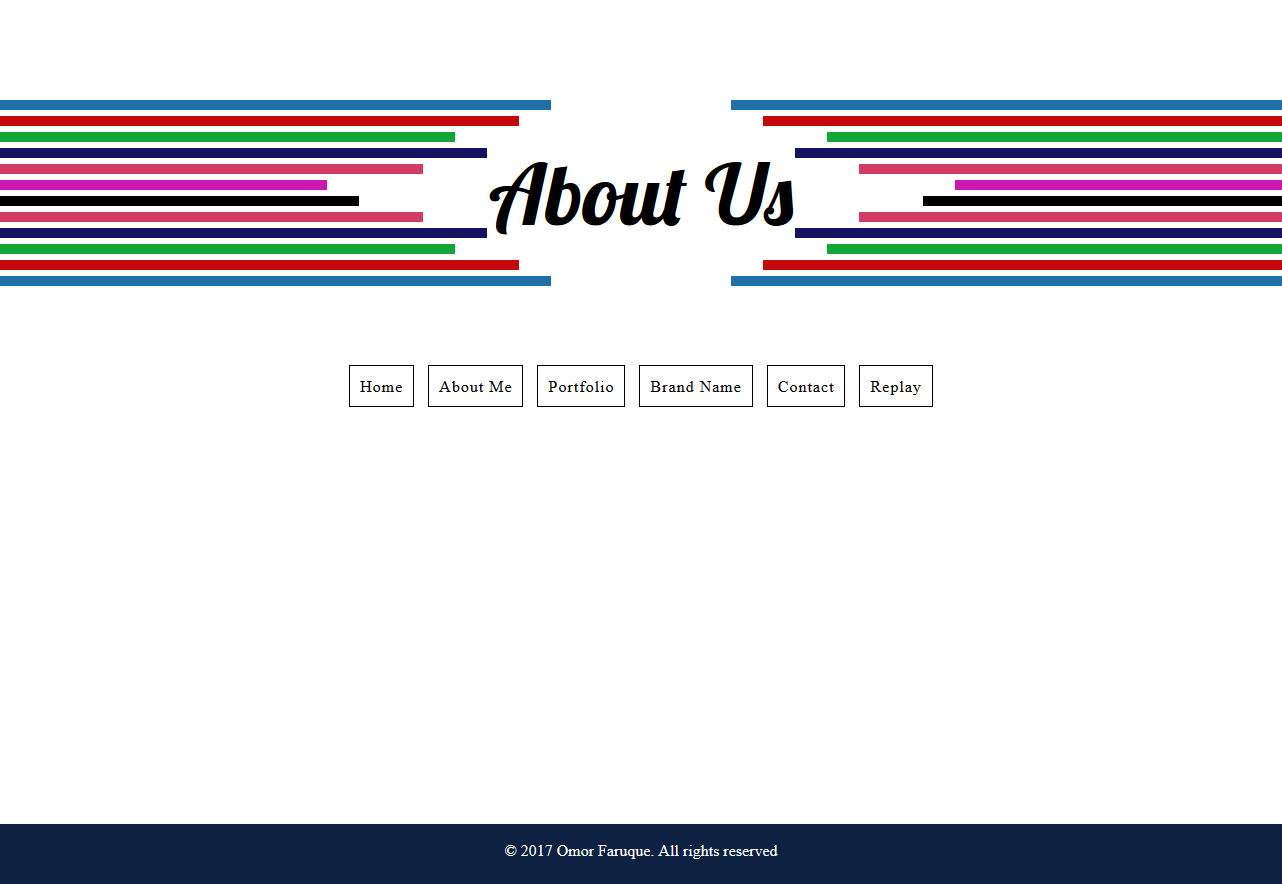 About Us
Home About Me Portfolio Brand Name Contact Replay
© 2017 Omor Faruque. All rights reserved